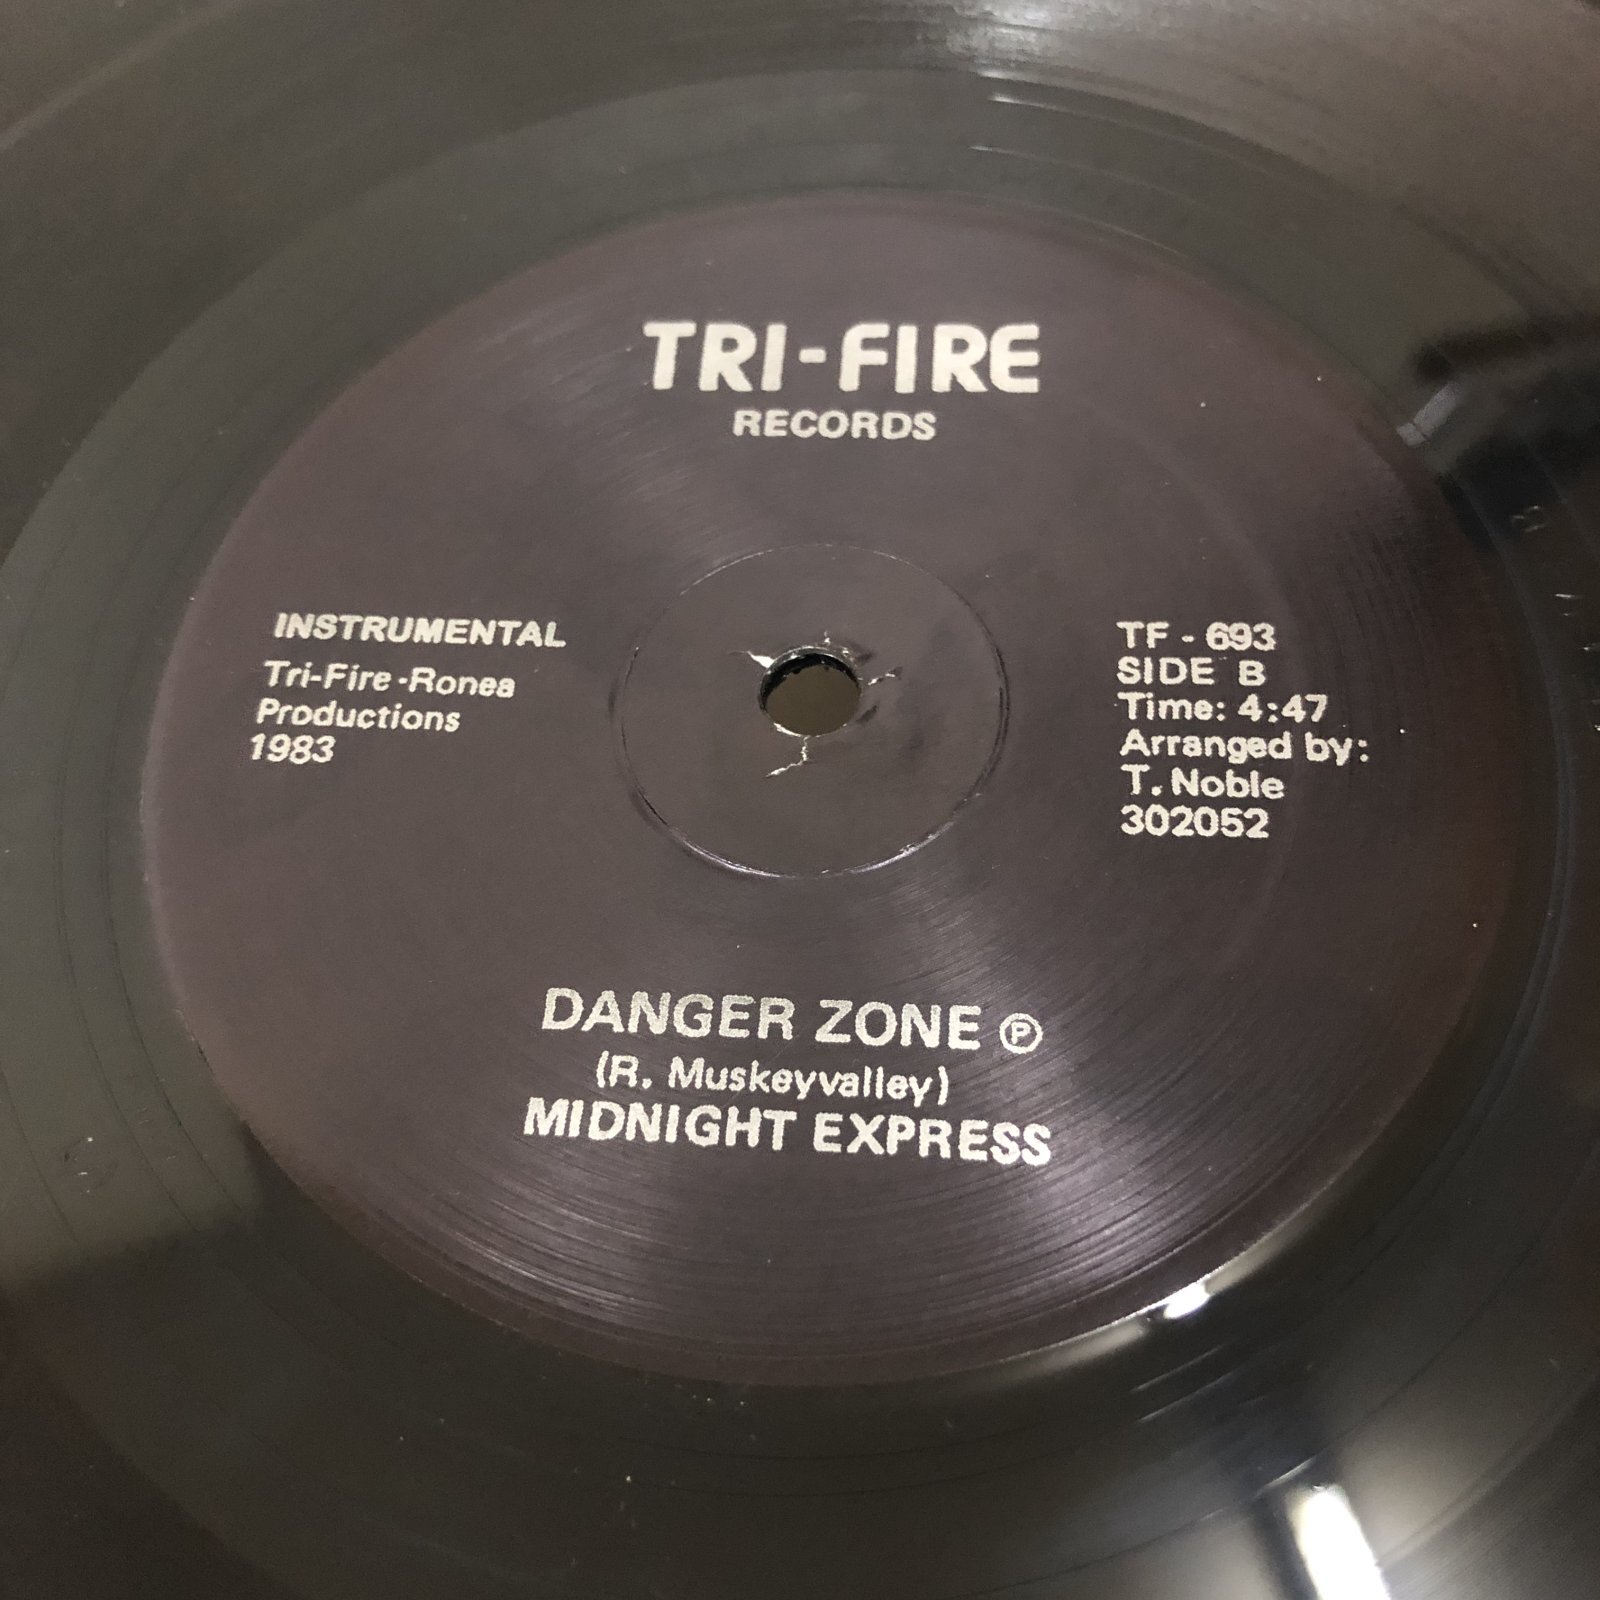 TRI-FIRE
RECORDS
INSTRUMENTAL
Tri-Fire-Ronea
Productions
1983
TF - 693
SIDE B
Time: 4:47
Arranged by:
T. Noble
302052
DANGER ZONE ℗
(R. Muskeyvalley)
MIDNIGHT EXPRESS